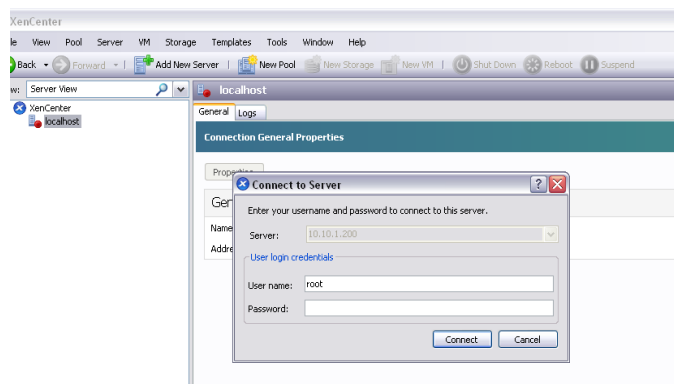 XenCenter
le View Pool Server VM Storage Templates Tools Window Help
Back Forward Add New Server New Pool New Storage New VM Shut Down Reboot Suspend
w: Server View
localhost
XenCenter
localhost
General Logs
Connection General Properties
Properties
Connect to Server
Gen
Enter your username and password to connect to this server.
Name
Server: 10.10.1.200
Addre
User login credentials
User name: root
Password:
Connect Cancel